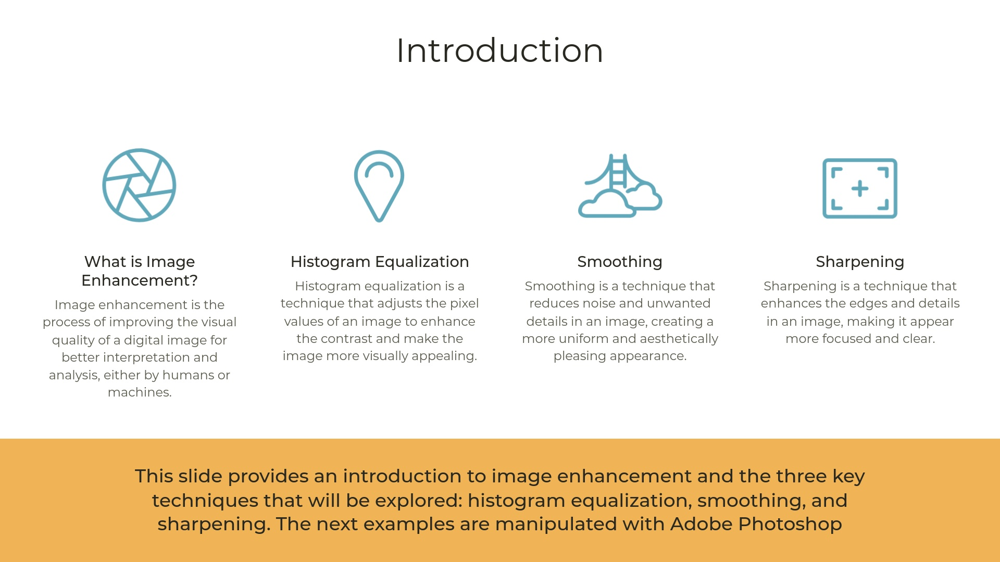 Introduction
What is Image
Enhancement?
Image enhancement is the
process of improving the visual
quality of a digital image for
better interpretation and
analysis, either by humans or
machines.
Histogram Equalization
Histogram equalization is a
technique that adjusts the pixel
values of an image to enhance
the contrast and make the
image more visually appealing.
Smoothing
Smoothing is a technique that
reduces noise and unwanted
details in an image, creating a
more uniform and aesthetically
pleasing appearance.
Sharpening
Sharpening is a technique that
enhances the edges and details
in an image, making it appear
more focused and clear.
This slide provides an introduction to image enhancement and the three key
techniques that will be explored: histogram equalization, smoothing, and
sharpening. The next examples are manipulated with Adobe Photoshop